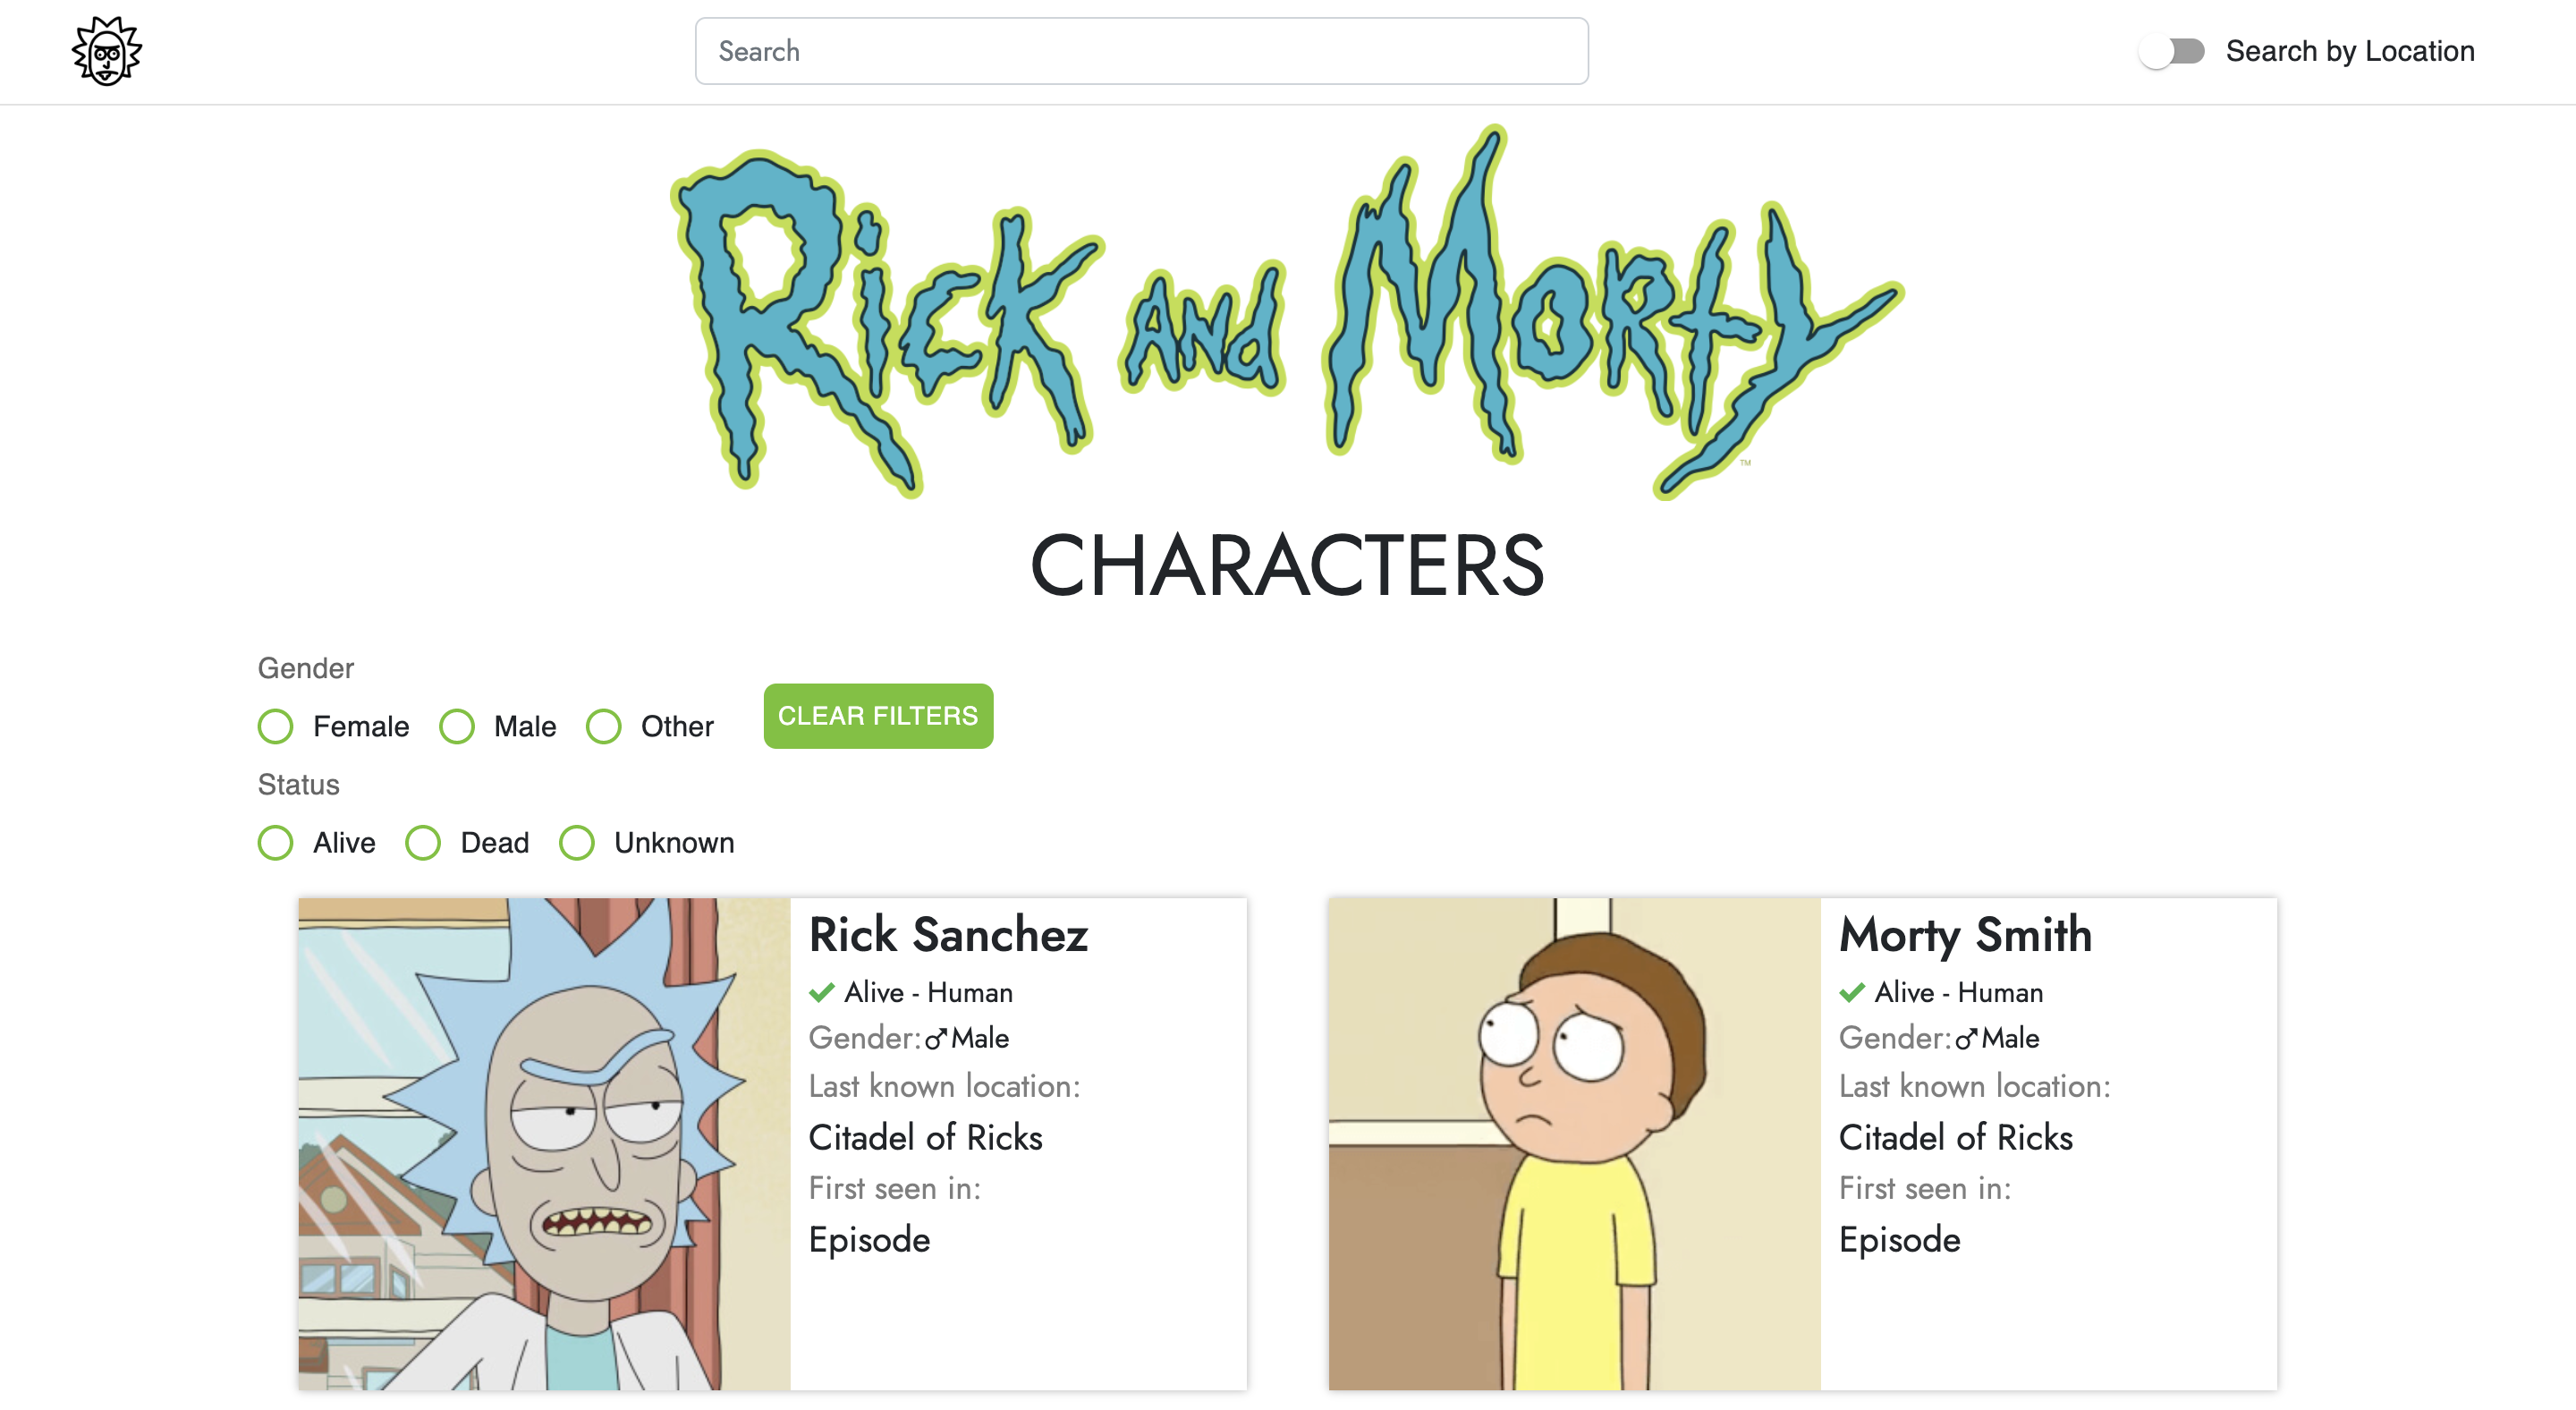 Search
Search by Location
Rick and Morty
TM
CHARACTERS
Gender
Female Male Other CLEAR FILTERS
Status
Alive Dead Unknown
Rick Sanchez
Alive - Human
Gender: ♂ Male
Last known location:
Citadel of Ricks
First seen in:
Episode
Morty Smith
Alive - Human
Gender: ♂ Male
Last known location:
Citadel of Ricks
First seen in:
Episode